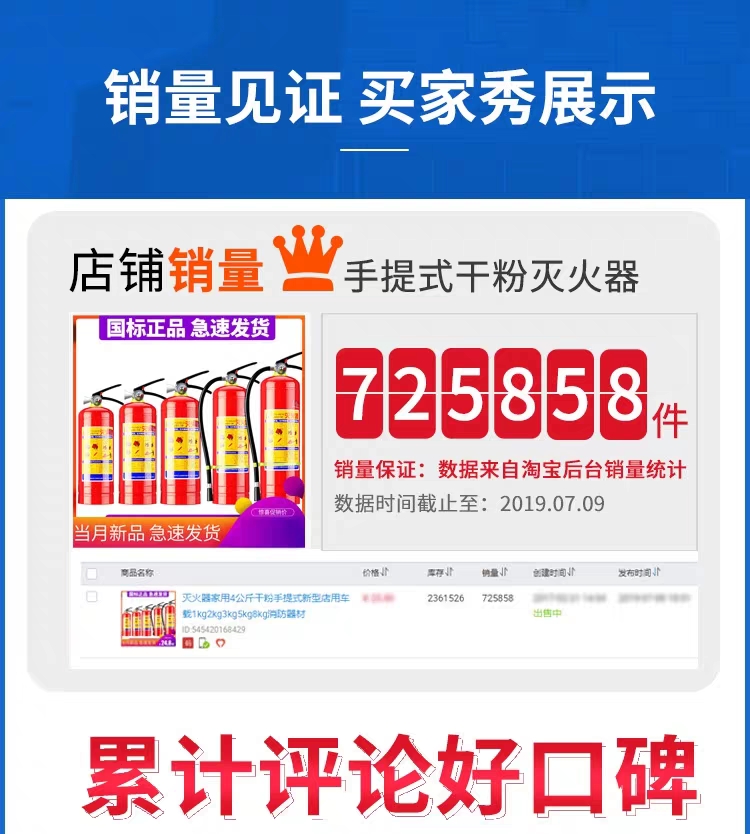 销量见证 买家秀展示
店铺销量 手提式干粉灭火器
国标正品 急速发货
725858件
销量保证：数据来自淘宝后台销量统计
数据时间截止至：2019.07.09
惊喜促销价
当月新品 急速发货
商品名称 价格 库存 销量 创建时间 发布时间
灭火器家用4公斤干粉手提式新型店用车
载1kg2kg3kg5kg8kg消防器材
2361526 725858
出售中
ID:545420168429
累计评论好口碑